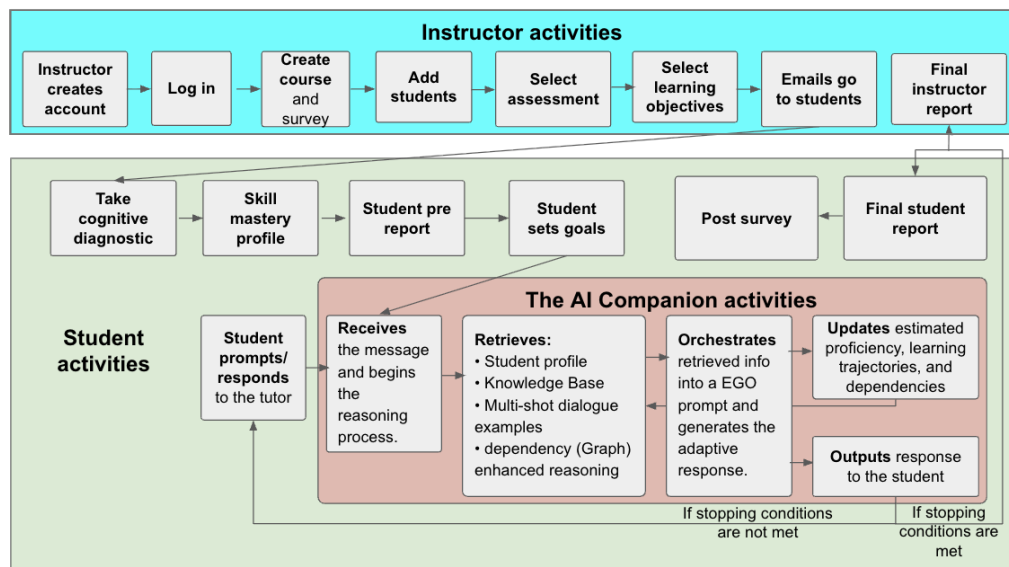 Instructor activities
Instructor
creates
account
Log in
Create
course
and
survey
Add
students
Select
assessment
Select
learning
objectives
Emails go
to students
Final
instructor
report
Take
cognitive
diagnostic
Skill
mastery
profile
Student pre
report
Student
sets goals
Post survey
Final student
report
Student
activities
The AI Companion activities
Student
prompts/
responds
to the tutor
Receives
the message
and begins
the
reasoning
process.
Retrieves:
• Student profile
• Knowledge Base
• Multi-shot dialogue
examples
• dependency (Graph)
enhanced reasoning
Orchestrates
retrieved info
into a EGO
prompt and
generates the
adaptive
response.
Updates estimated
proficiency, learning
trajectories, and
dependencies
Outputs response
to the student
If stopping conditions
are not met
If stopping
conditions are
met